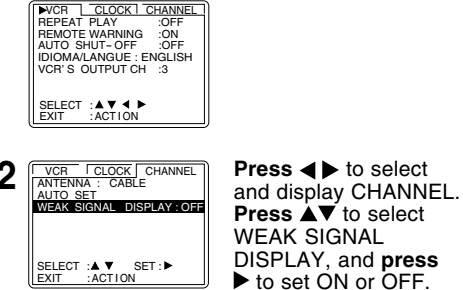 ▶VCR CLOCK CHANNEL
REPEAT PLAY :OFF
REMOTE WARNING :ON
AUTO SHUT-OFF :OFF
IDIOMA/LANGUE : ENGLISH
VCR'S OUTPUT CH :3
SELECT :▲▼◀ ▶
EXIT :ACTION
2
VCR CLOCK CHANNEL
ANTENNA : CABLE
AUTO SET
WEAK SIGNAL DISPLAY : OFF
SELECT :▲ ▼ SET : ▶
EXIT :ACTION
Press ◀ ▶ to select
and display CHANNEL.
Press ▲▼ to select
WEAK SIGNAL
DISPLAY, and press
▶ to set ON or OFF.